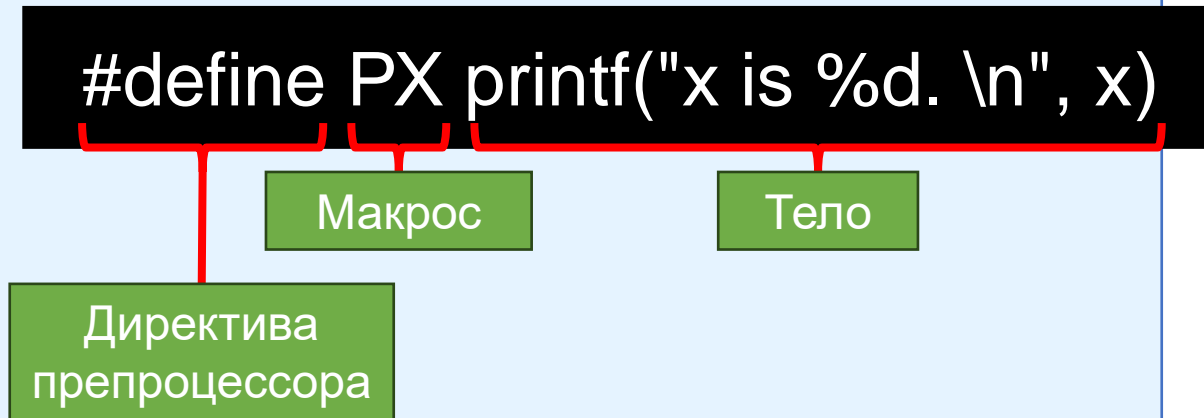 #define PX printf("x is %d. \n", x)
Макрос
Тело
Директива
препроцессора